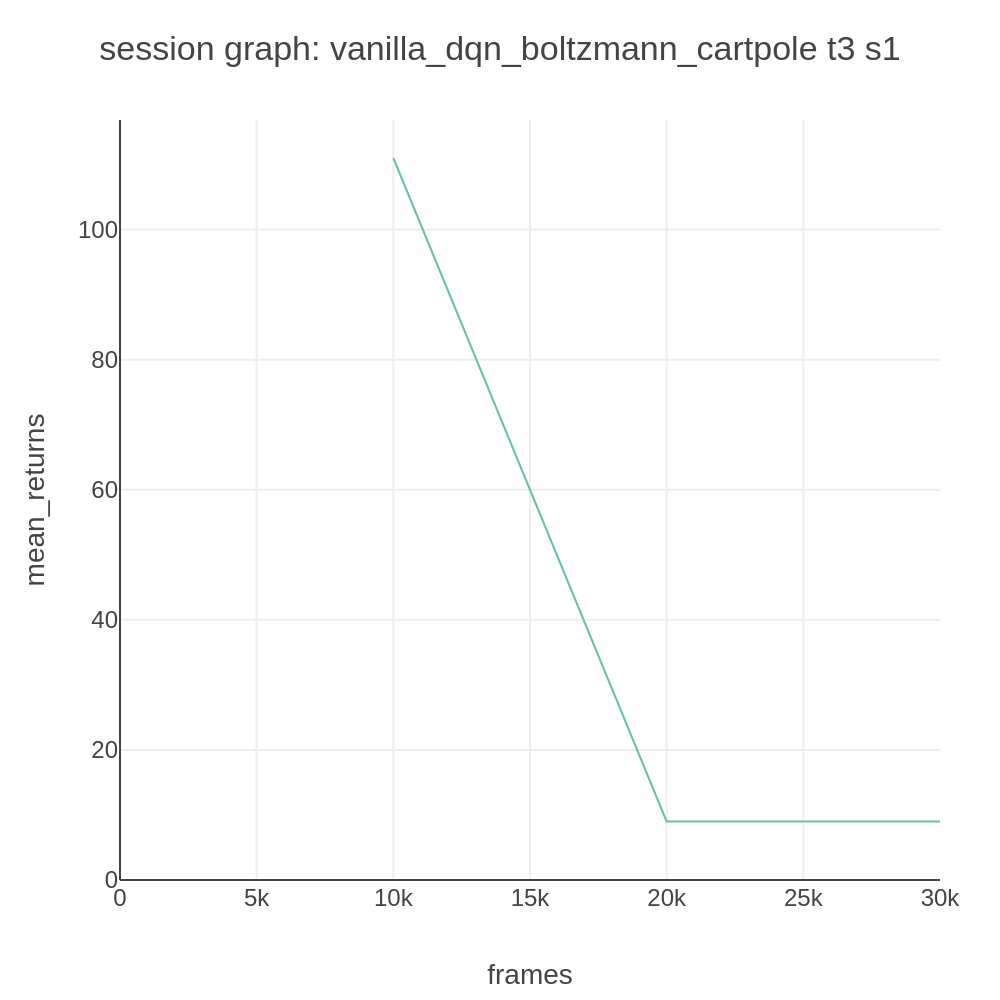 session graph: vanilla_dqn_boltzmann_cartpole t3 s1
100
80
60
40
20
0
mean_returns
0 5k 10k 15k 20k 25k 30k
frames